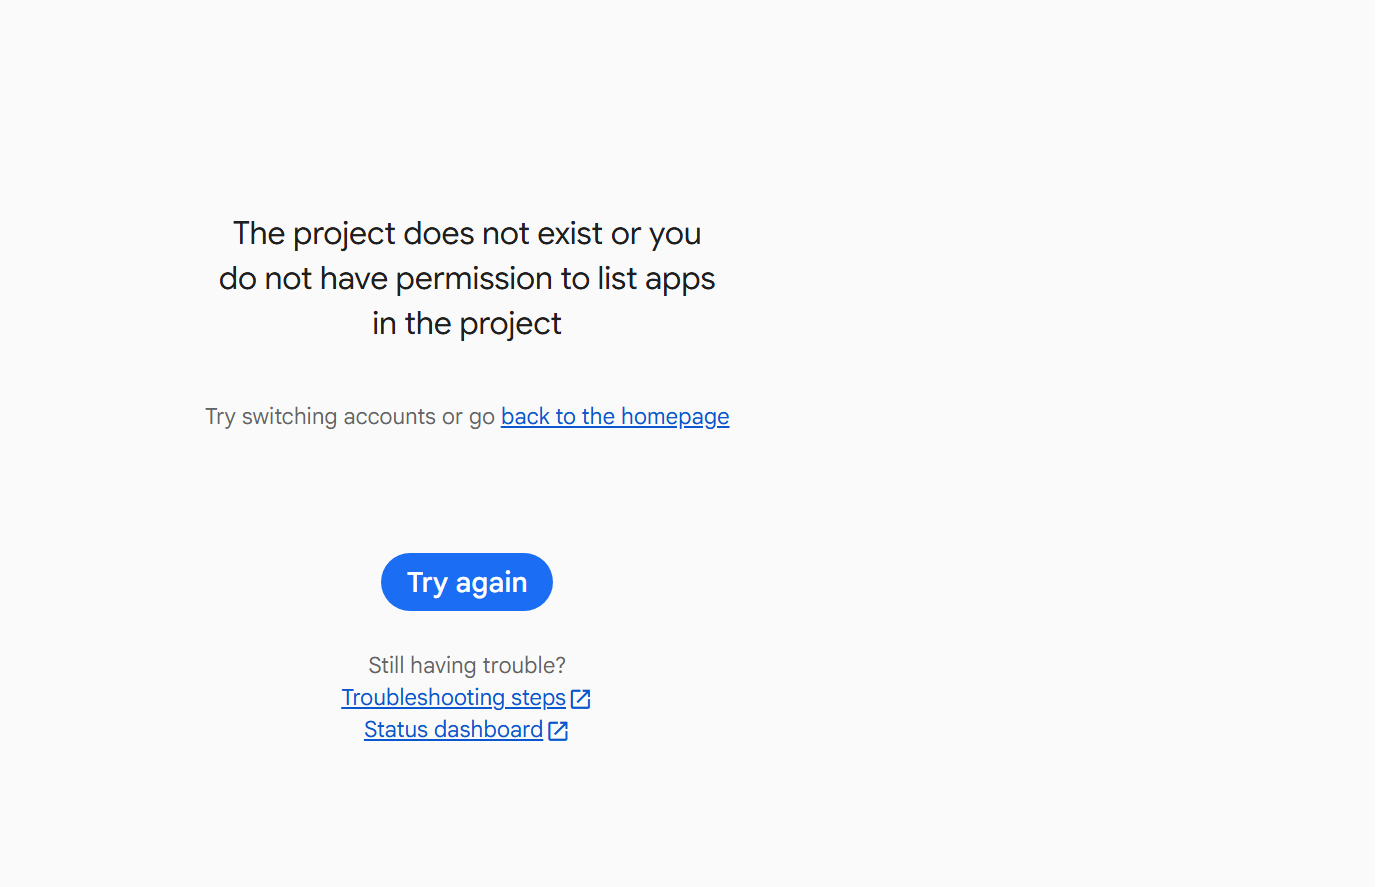 The project does not exist or you
do not have permission to list apps
in the project
Try switching accounts or go back to the homepage
Try again
Still having trouble?
Troubleshooting steps
Status dashboard